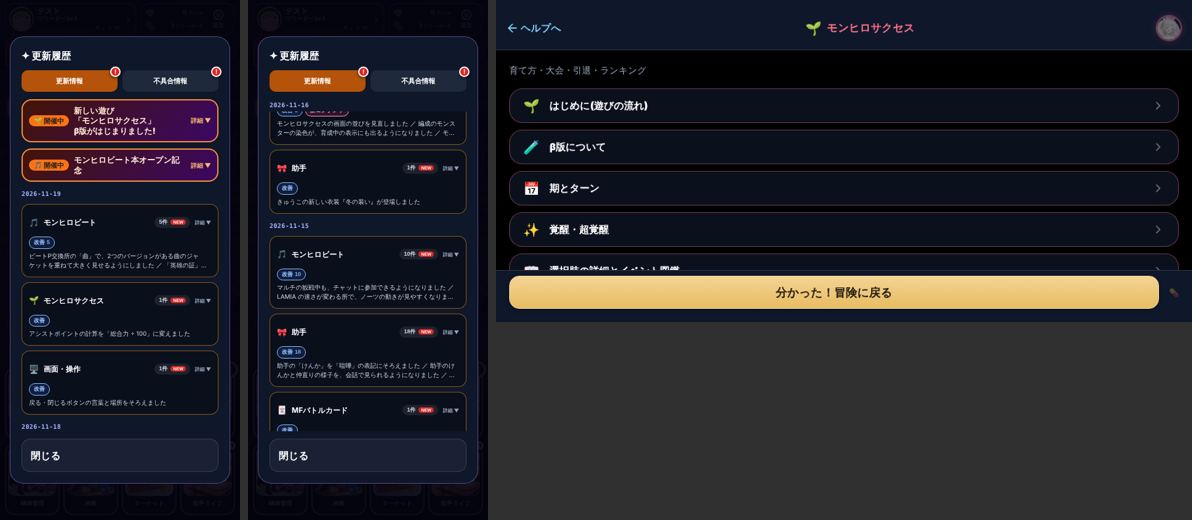 テスト
✦更新履歴
更新情報
!
不具合情報
!
開催中
新しい遊び
「モンヒロサクセス」
β版がはじまりました!
詳細 ▼
開催中
モンヒロビート本オープン記
念
詳細 ▼
2026-11-19
モンヒロビート
5件 NEW
詳細 ▼
改善 5
ビートP交換所の「曲」で、2つのバージョンがある曲のジャ
ケットを重ねて大きく見せるようにしました ／ 「英雄の証」…
モンヒロサクセス
1件 NEW
詳細 ▼
改善
アシストポイントの計算を「総合力 ÷ 100」に変えました
画面・操作
1件 NEW
詳細 ▼
改善
戻る・閉じるボタンの言葉と場所をそろえました
2026-11-18
閉じる
✦更新履歴
更新情報
!
不具合情報
!
2026-11-16
モンヒロサクセスの画面の並びを見直しました ／ 編成のモンス
ターの染色が、育成中の表示にも出るようになりました ／ モ…
助手
1件 NEW
詳細 ▼
改善
きゅうこの新しい衣装『冬の装い』が登場しました
2026-11-15
モンヒロビート
10件 NEW
詳細 ▼
改善 10
マルチの観戦中も、チャットに参加できるようになりました ／
LAMIA の速さが変わる所で、ノーツの動きが見やすくなりま…
助手
18件 NEW
詳細 ▼
改善 18
助手の「けんか」を「喧嘩」の表記にそろえました ／ 助手のけ
んかと仲直りの様子を、会話で見られるようになりました ／ …
MFバトルカード
1件 NEW
詳細 ▼
改善
閉じる
← ヘルプへ
モンヒロサクセス
育て方・大会・引退・ランキング
はじめに(遊びの流れ)
β版について
期とターン
覚醒・超覚醒
選択肢の詳細とイベント図鑑
分かった！冒険に戻る